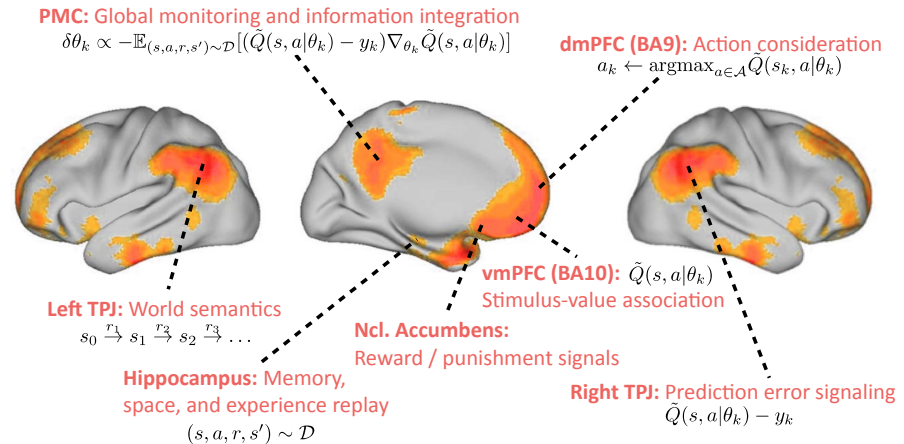 PMC: Global monitoring and information integration
δθ_k ∝ −𝔼_{(s,a,r,s′)∼𝒟}[(Q̃(s, a|θ_k) − y_k)∇_{θ_k}Q̃(s, a|θ_k)]
dmPFC (BA9): Action consideration
a_k ← argmax_{a∈𝒜}Q̃(s_k, a|θ_k)
vmPFC (BA10): Q̃(s, a|θ_k)
Stimulus-value association
Left TPJ: World semantics
s_0 →^{r_1} s_1 →^{r_2} s_2 →^{r_3} …
Ncl. Accumbens:
Reward / punishment signals
Hippocampus: Memory,
space, and experience replay
(s, a, r, s′) ∼ 𝒟
Right TPJ: Prediction error signaling
Q̃(s, a|θ_k) − y_k